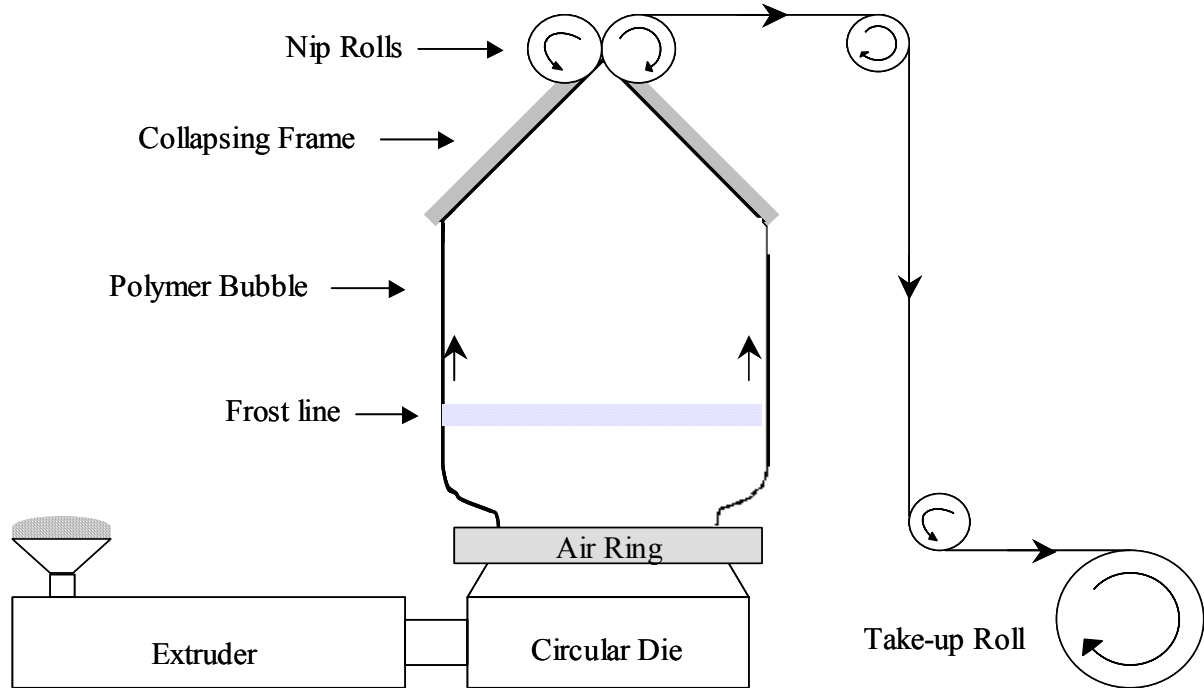 Nip Rolls
Collapsing Frame
Polymer Bubble
Frost line
Air Ring
Extruder
Circular Die
Take-up Roll